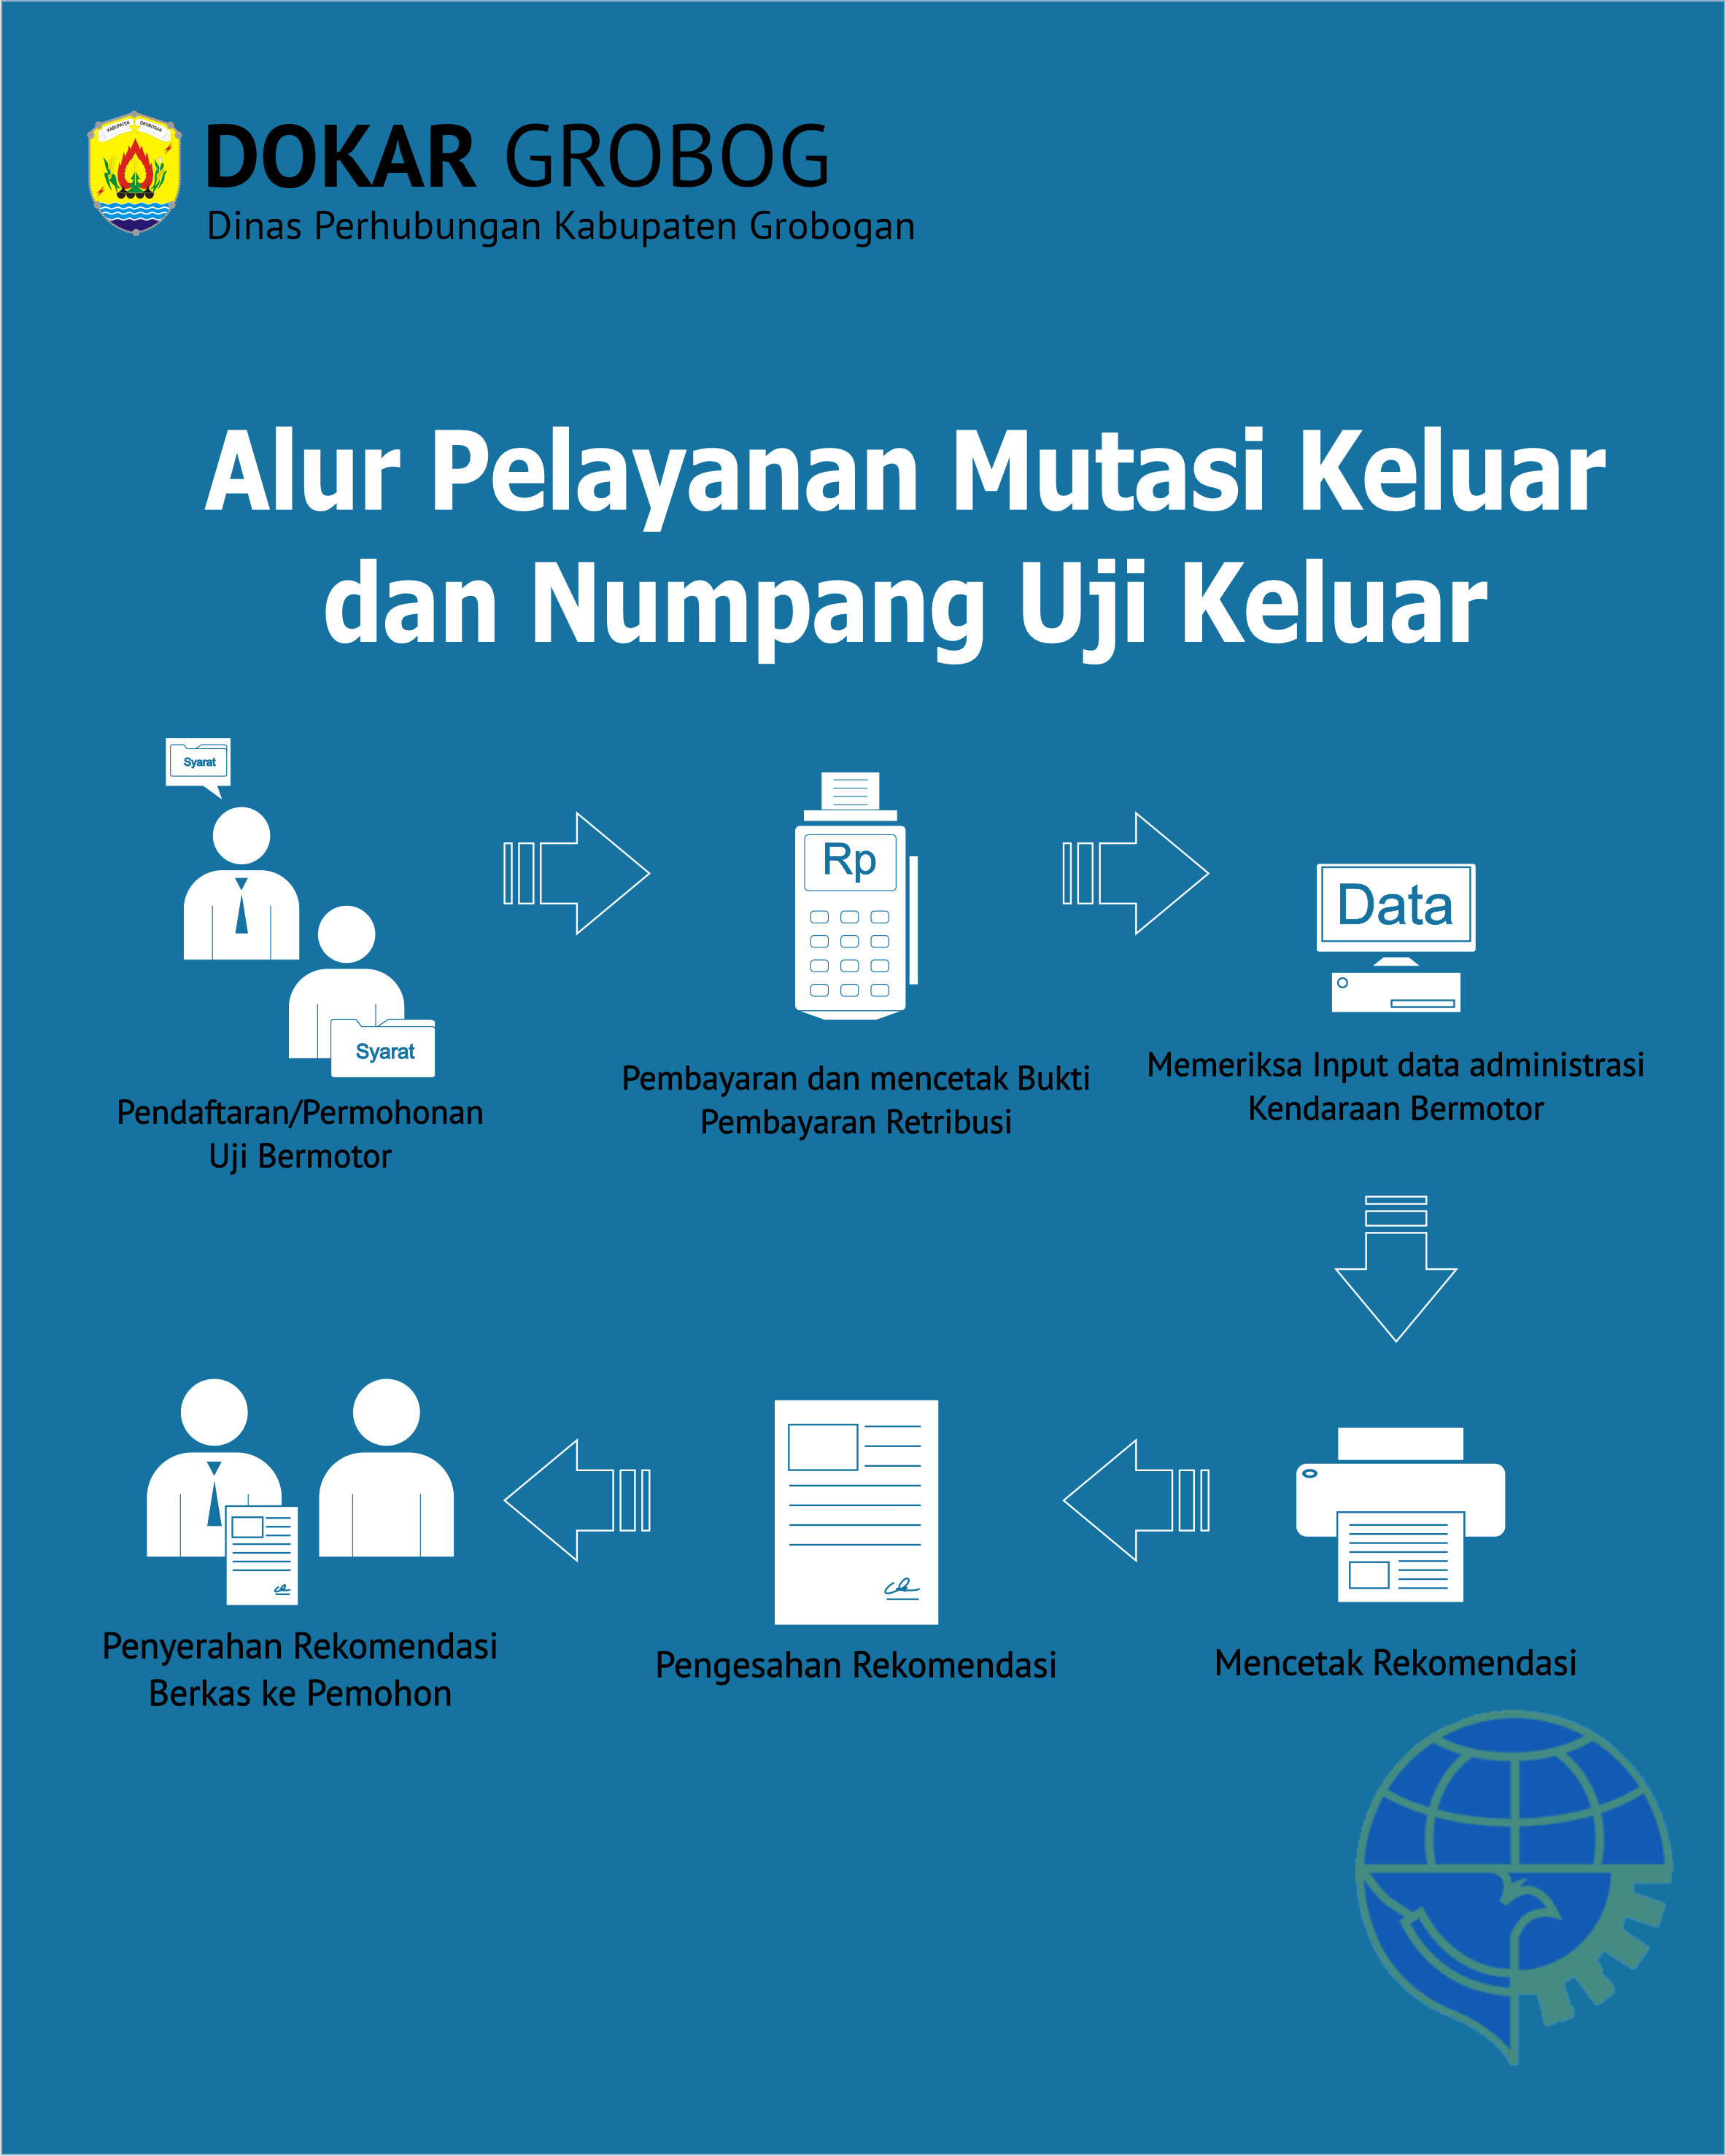 KABUPATEN GROBOGAN
DOKAR GROBOG
Dinas Perhubungan Kabupaten Grobogan
Alur Pelayanan Mutasi Keluar
dan Numpang Uji Keluar
Syarat
Syarat
Pendaftaran/Permohonan
Uji Bermotor
Rp
Pembayaran dan mencetak Bukti
Pembayaran Retribusi
Data
Memeriksa Input data administrasi
Kendaraan Bermotor
Mencetak Rekomendasi
Pengesahan Rekomendasi
Penyerahan Rekomendasi
Berkas ke Pemohon